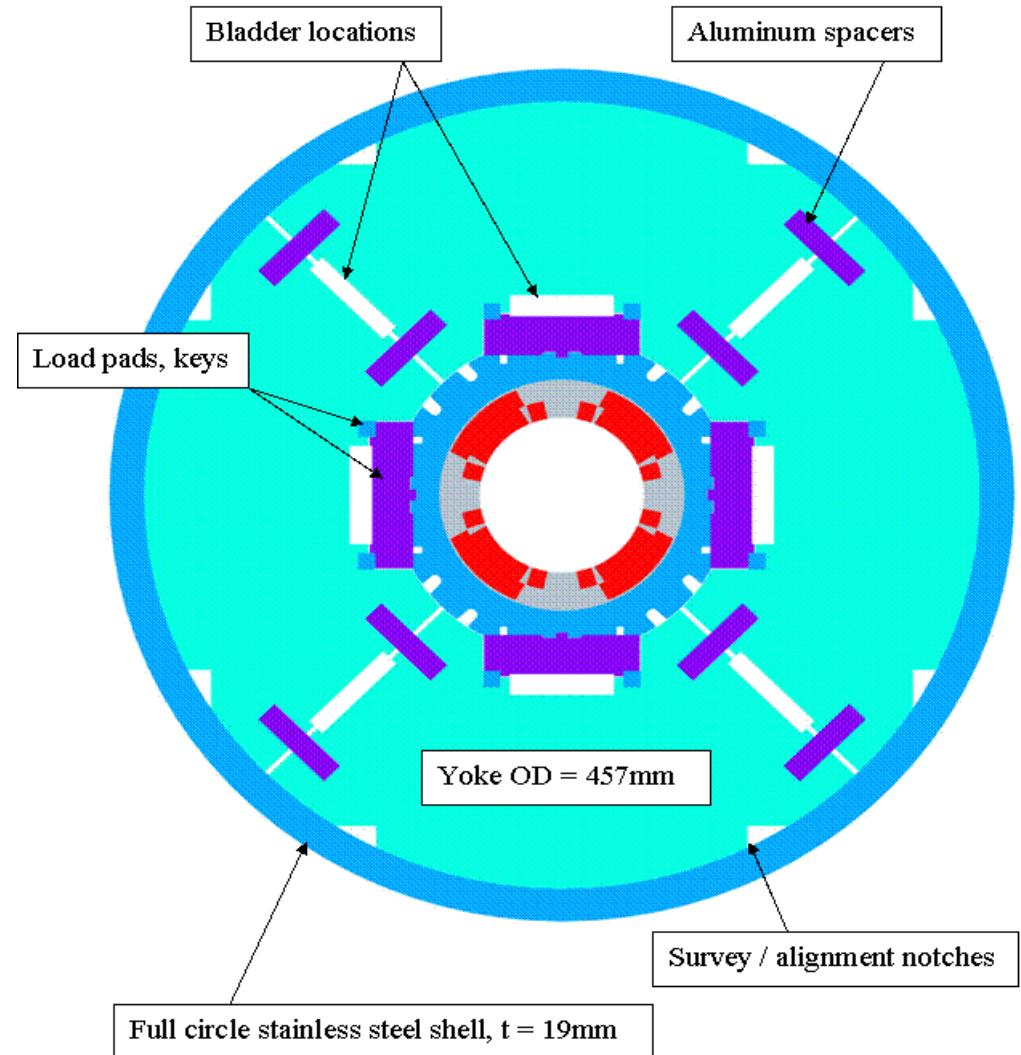 Bladder locations
Aluminum spacers
Load pads, keys
Yoke OD = 457mm
Survey / alignment notches
Full circle stainless steel shell, t = 19mm